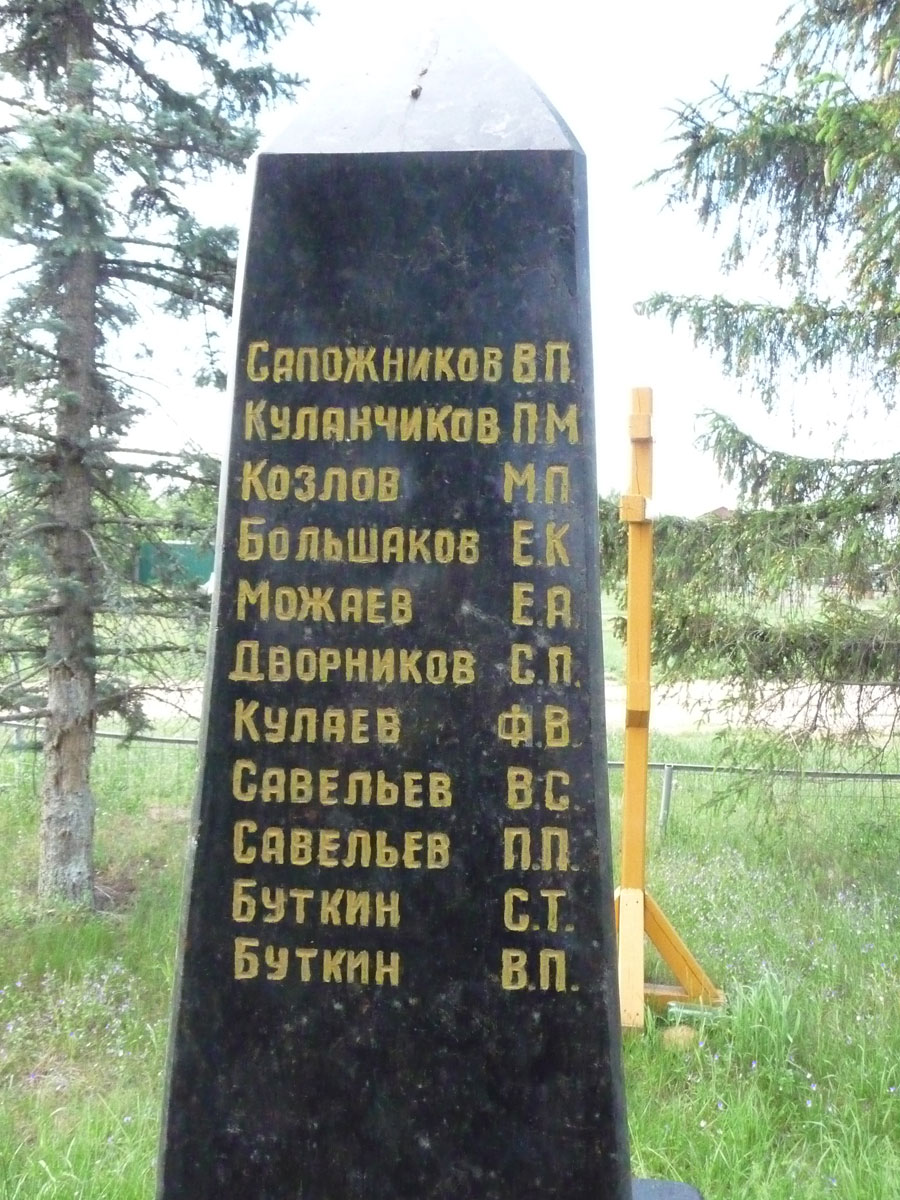 Сапожников В.П.
Куланчиков П.М
Козлов М.П
Большаков Е.К
Можаев Е.А.
Дворников С.П.
Кулаев Ф.В.
Савельев В.С.
Савельев П.П.
Буткин С.Т.
Буткин В.П.